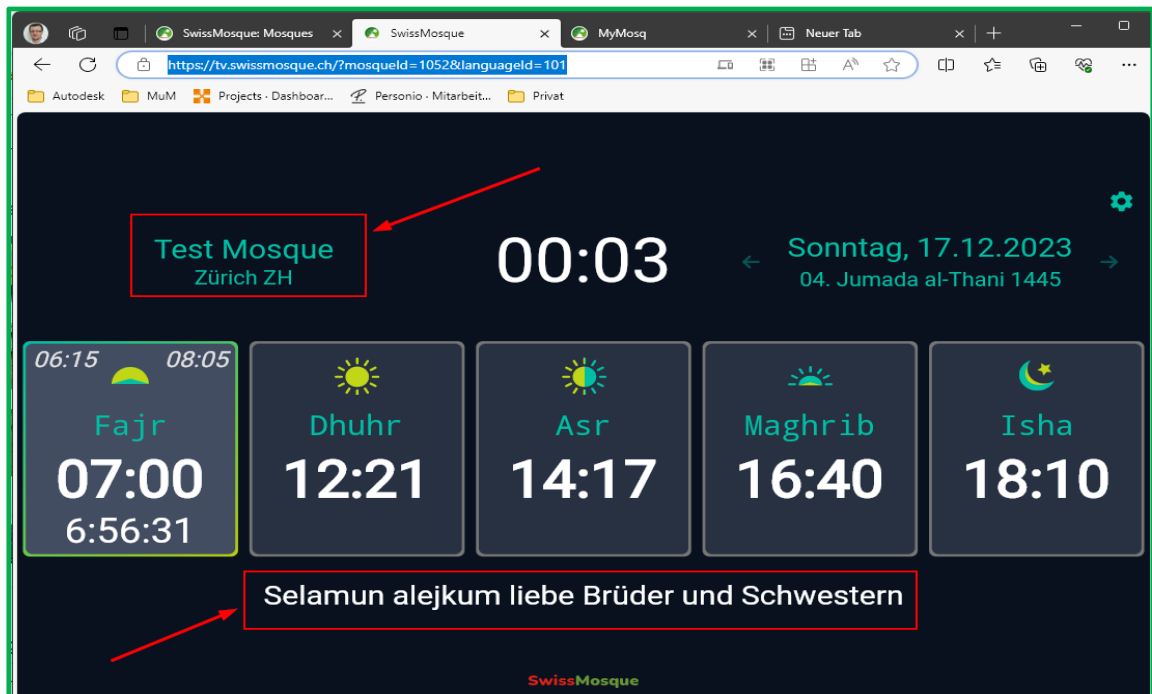 SwissMosque: Mosques
SwissMosque
MyMosq
Neuer Tab
https://tv.swissmosque.ch/?mosqueId=1052&languageId=101
Autodesk
MuM
Projects · Dashboar...
Personio · Mitarbeit...
Privat
Test Mosque
Zürich ZH
00:03
Sonntag, 17.12.2023
04. Jumada al-Thani 1445
06:15 08:05
Fajr
07:00
6:56:31
Dhuhr
12:21
Asr
14:17
Maghrib
16:40
Isha
18:10
Selamun alejkum liebe Brüder und Schwestern
SwissMosque